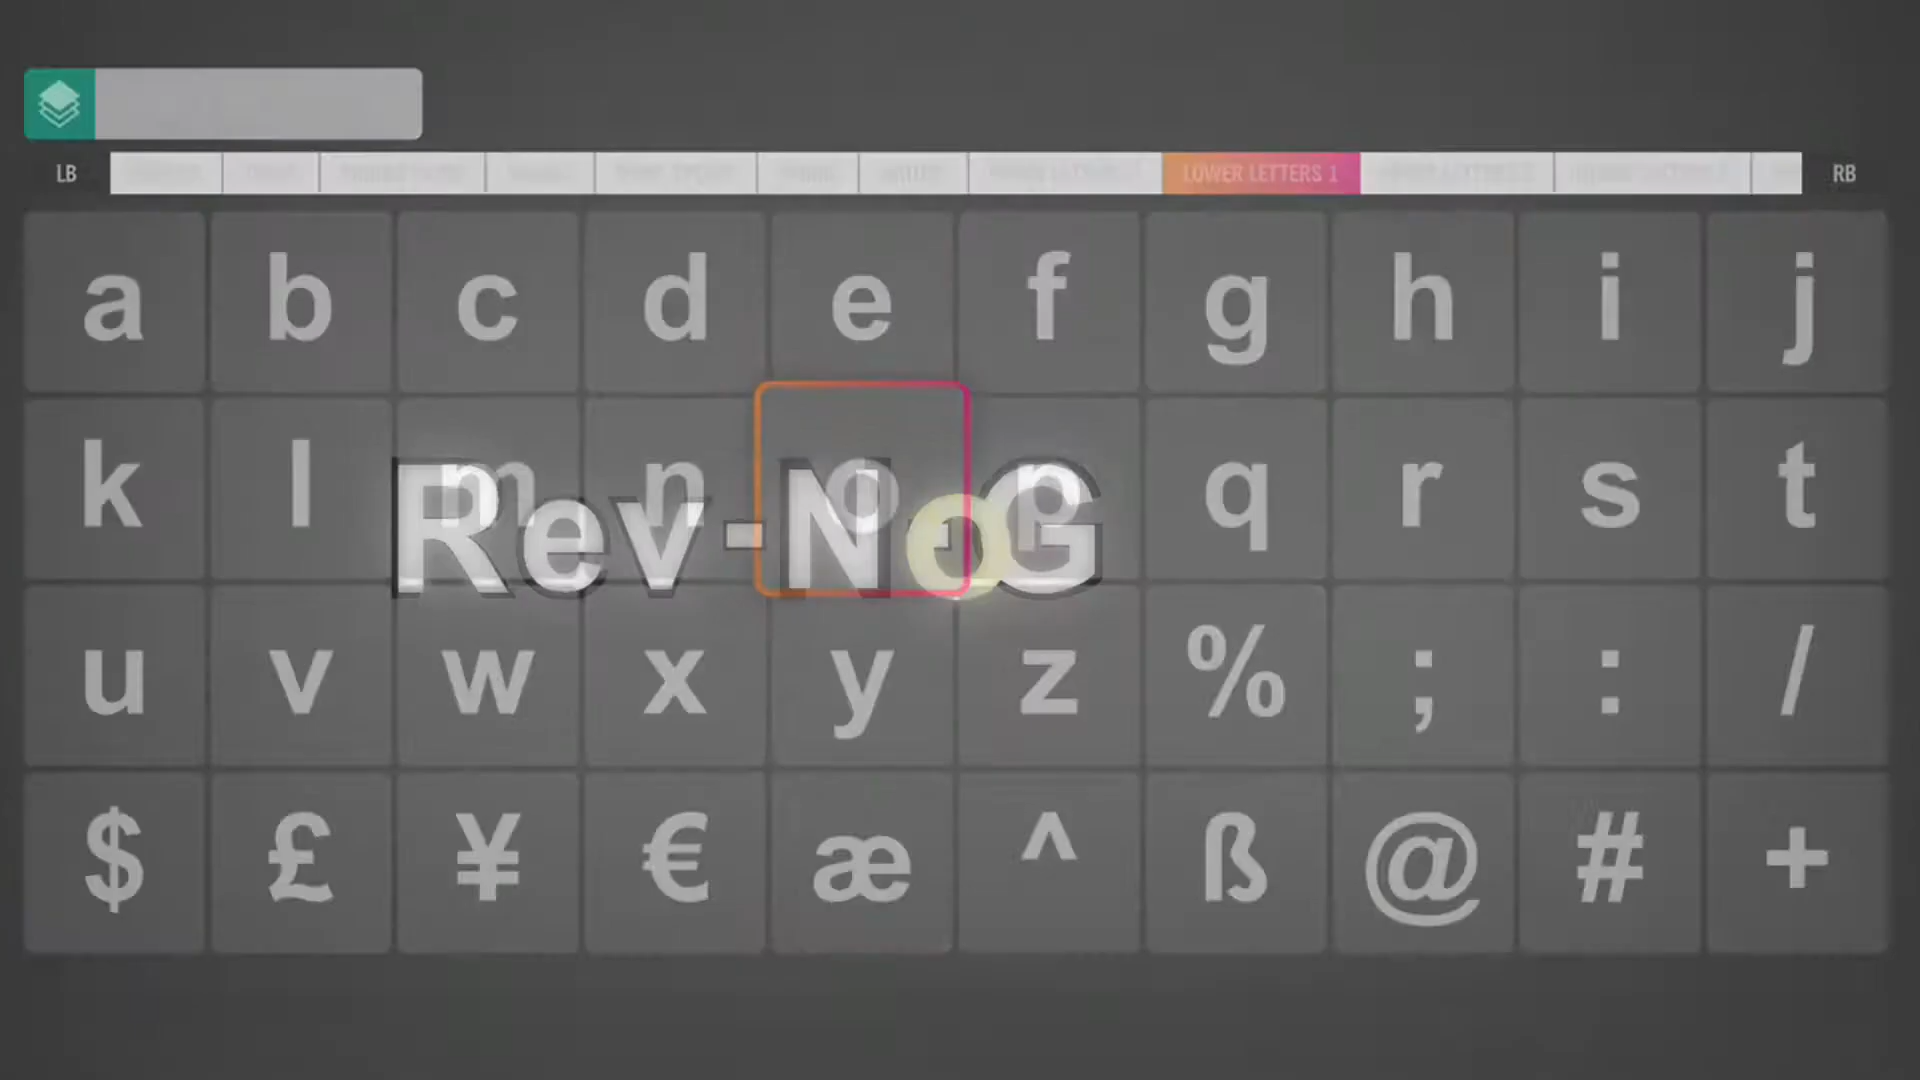 LB LOWER LETTERS 1 RB
a b c d e f g h i j
k l m n o p q r s t
Rev-NoG
u v w x y z % ; : /
$ £ ¥ € æ ^ ß @ # +